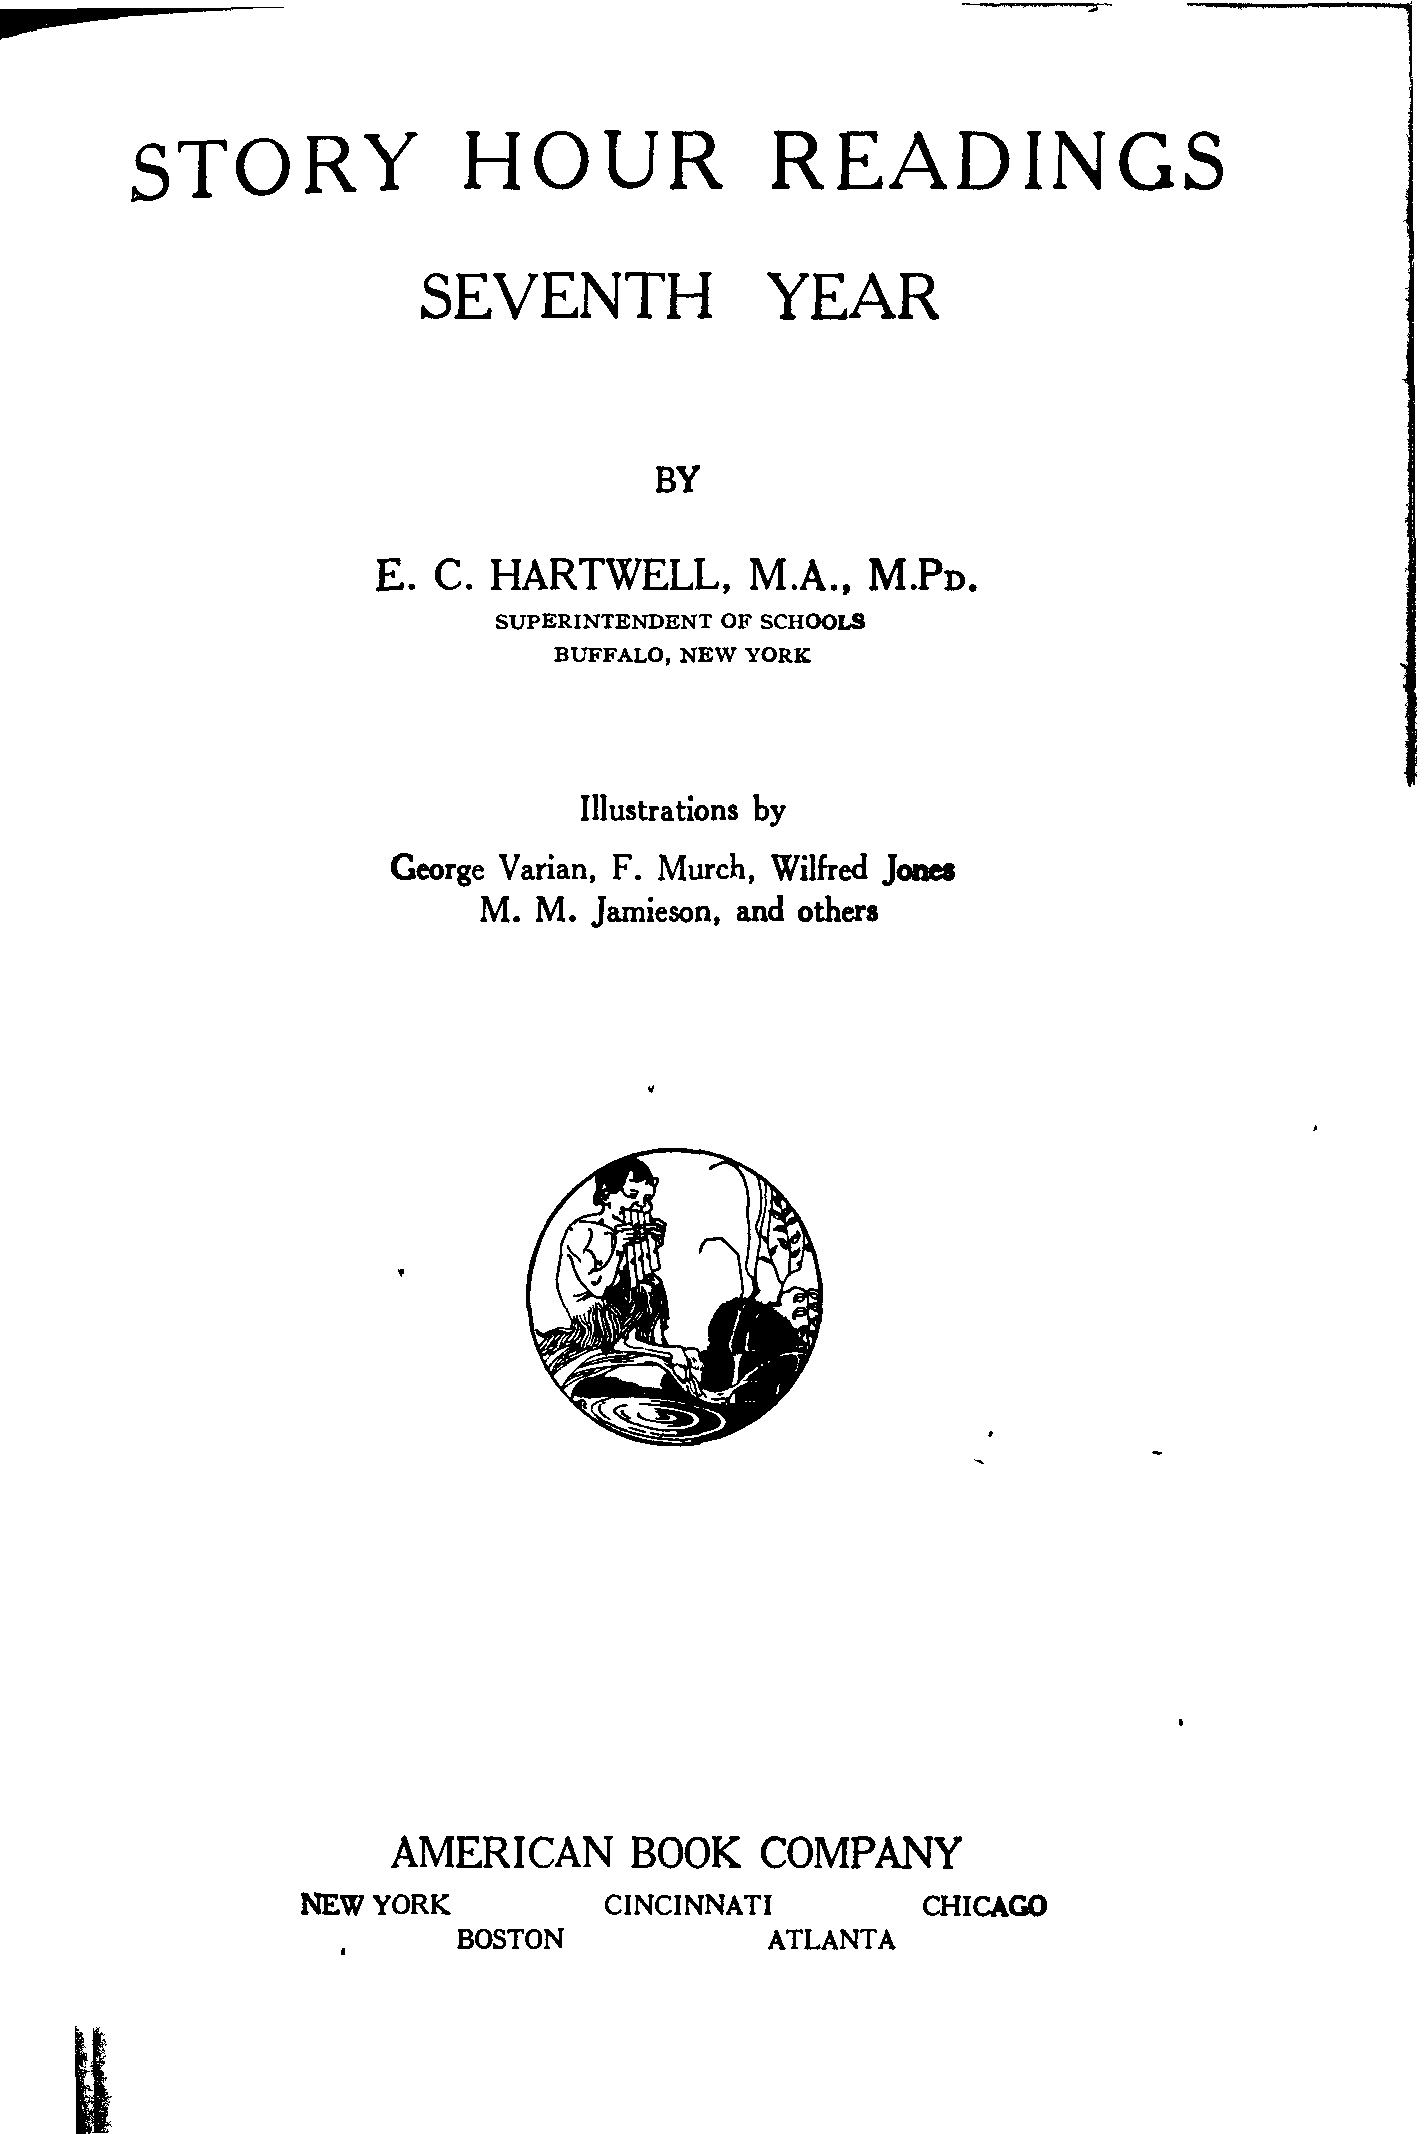 STORY HOUR READINGS
SEVENTH YEAR
BY
E. C. HARTWELL, M.A., M.PD.
SUPERINTENDENT OF SCHOOLS
BUFFALO, NEW YORK
Illustrations by
George Varian, F. Murch, Wilfred Jones
M. M. Jamieson, and others
AMERICAN BOOK COMPANY
NEW YORK CINCINNATI CHICAGO
BOSTON ATLANTA